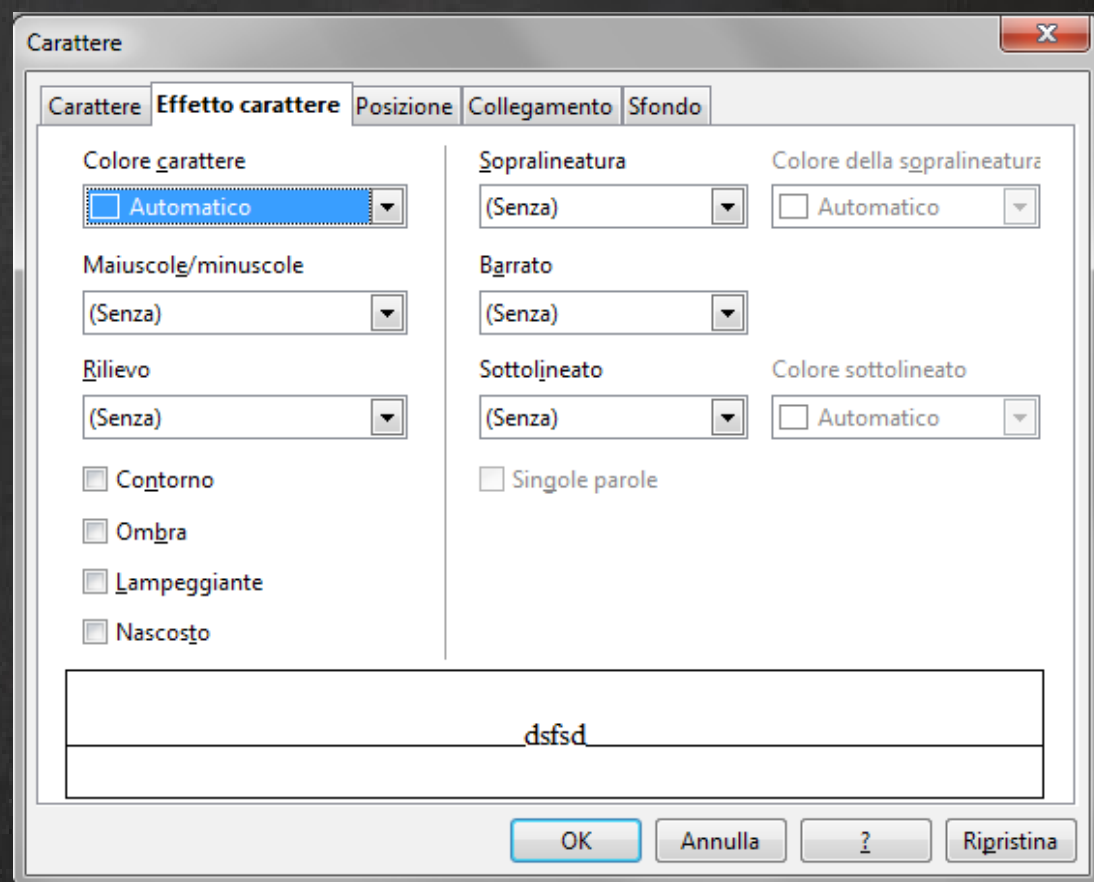 Carattere
Carattere Effetto carattere Posizione Collegamento Sfondo
Colore carattere
Automatico
Maiuscole/minuscole
(Senza)
Rilievo
(Senza)
Contorno
Ombra
Lampeggiante
Nascosto
Sopralineatura
(Senza)
Colore della sopralineatura
Automatico
Barrato
(Senza)
Sottolineato
(Senza)
Colore sottolineato
Automatico
Singole parole
dsfsd
OK Annulla ? Ripristina